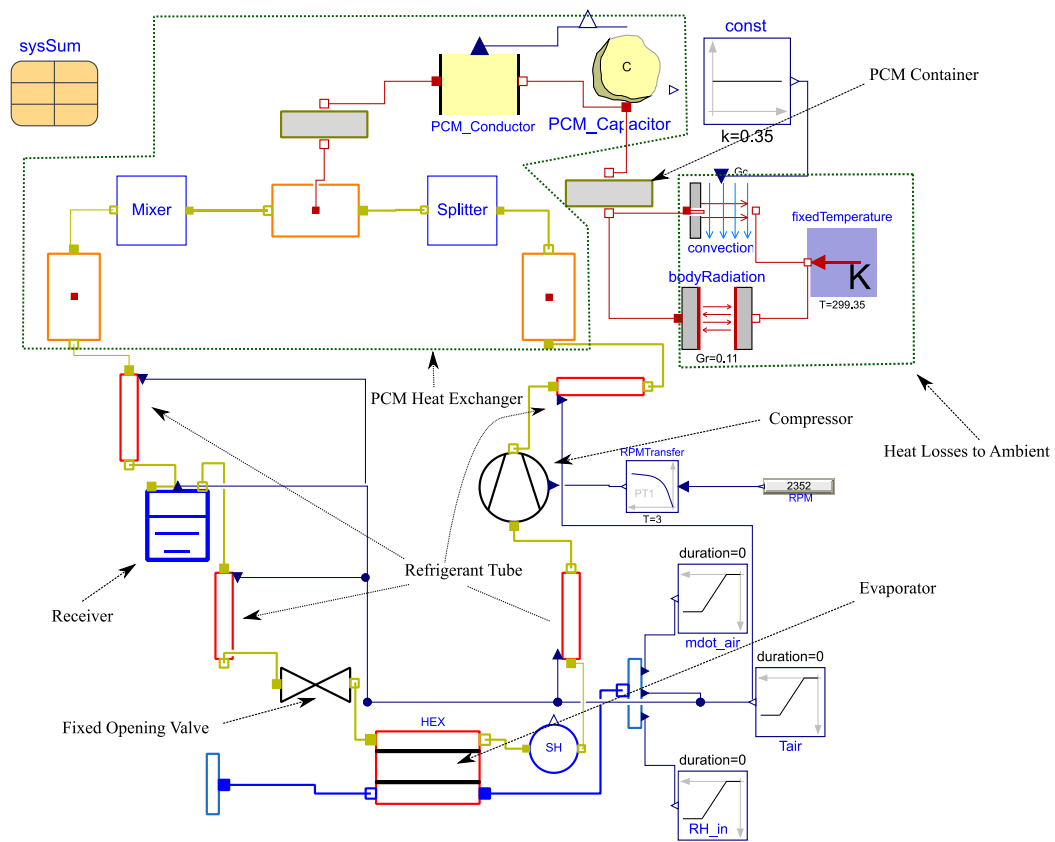 const
sysSum
C
PCM Container
PCM_Conductor
PCM_Capacitor
k=0.35
Gc
Mixer
Splitter
fixedTemperature
convection
K
bodyRadiation
T=299.35
Gr=0.11
PCM Heat Exchanger
Compressor
Heat Losses to Ambient
RPMTransfer
PT1
2352
RPM
T=3
duration=0
Refrigerant Tube
Evaporator
Receiver
mdot_air
duration=0
Fixed Opening Valve
HEX
SH
Tair
duration=0
RH_in